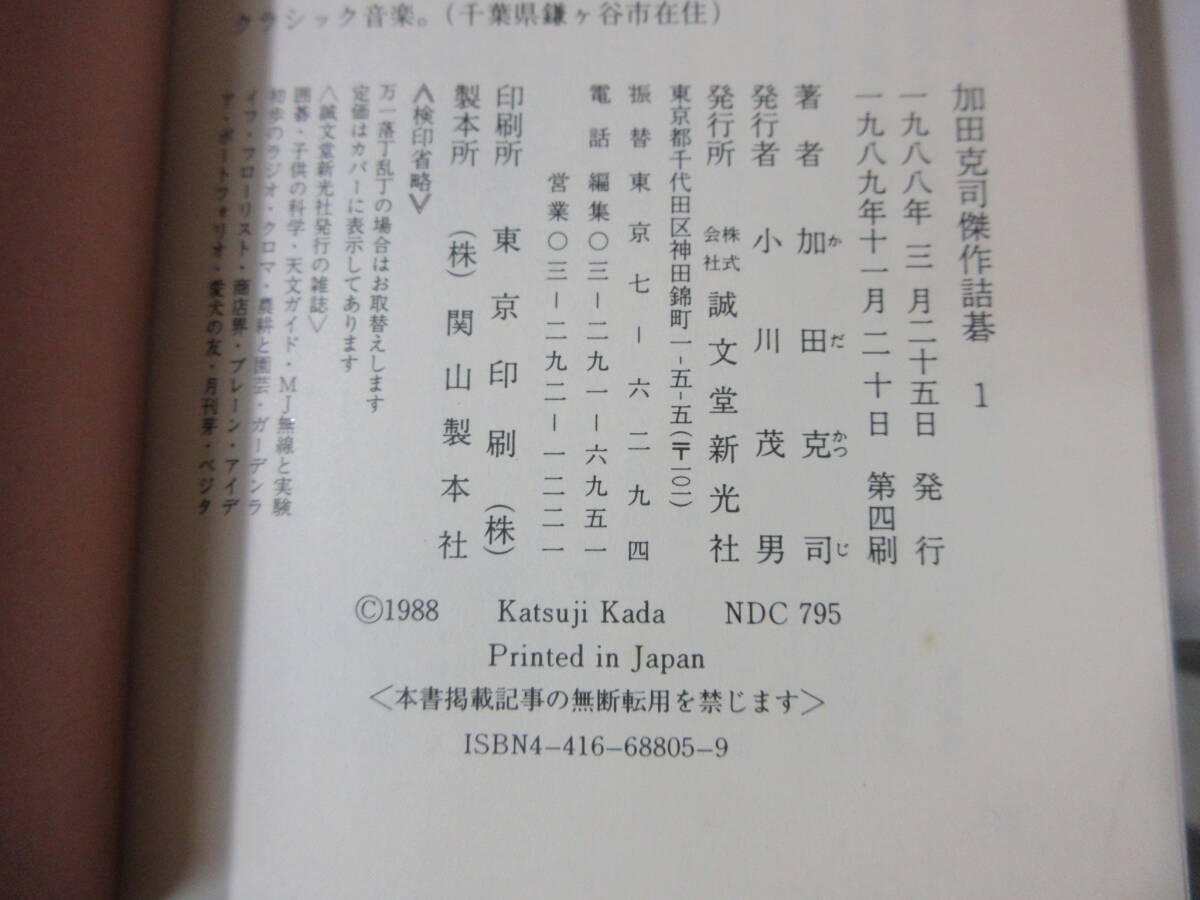 クラシック音楽。(千葉県鎌ヶ谷市在住)
加田克司傑作詰碁 1
一九八八年 三月二十五日 発行
一九八九年十一月二十日 第四刷
著者 加田克司
かだかつじ
発行者 小川茂男
発行所 株式会社 誠文堂新光社
東京都千代田区神田錦町一-五-五(〒一〇一)
振替東京七-六二九四
電話 編集〇三-二九一-六九五一
営業〇三-二九二-一二二一
印刷所 東京印刷(株)
製本所 (株)関山製本社
《検印省略》
万一落丁乱丁の場合はお取替えします
定価はカバーに表示してあります
〈誠文堂新光社発行の雑誌〉
囲碁・子供の科学・天文ガイド・MJ無線と実験
初歩のラジオ・クロマ・農耕と園芸・ガーデンラ
イフ・フローリスト・商店界・ブレーン・アイデ
ア・ポートフォリオ・愛犬の友・月刊芽・ベジタ
©1988 Katsuji Kada NDC 795
Printed in Japan
<本書掲載記事の無断転用を禁じます>
ISBN4-416-68805-9